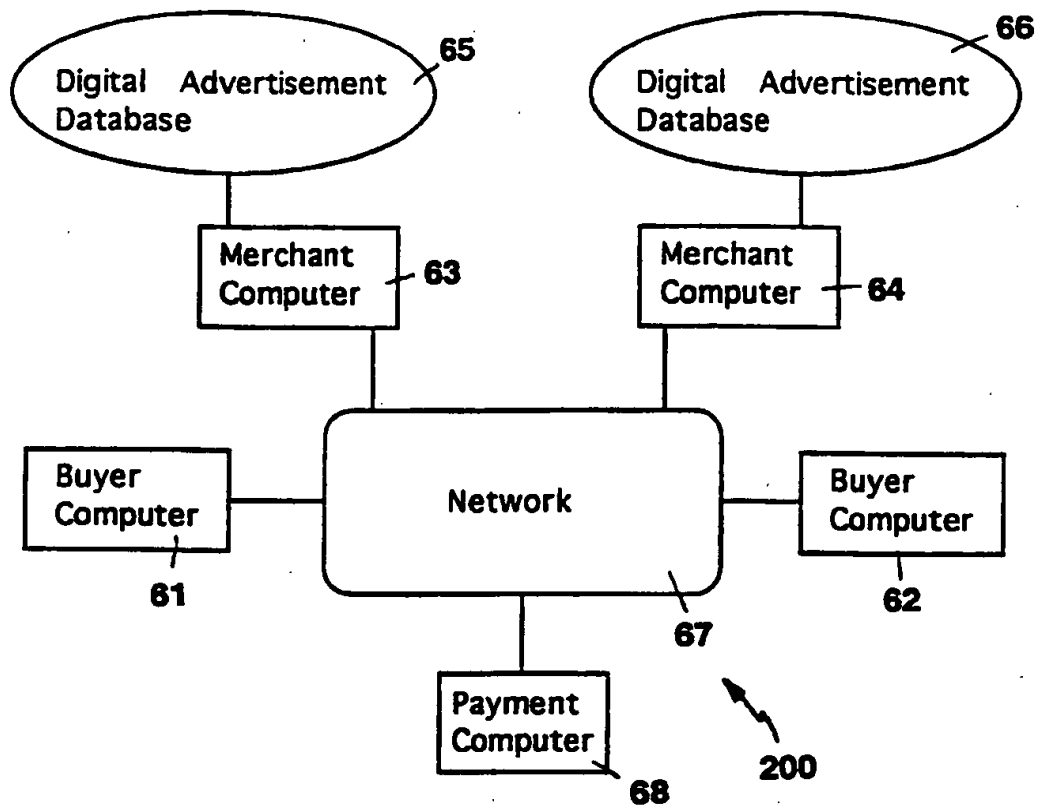 65
Digital Advertisement
Database
66
Digital Advertisement
Database
Merchant
Computer
63
Merchant
Computer
64
Buyer
Computer
61
Network
67
Buyer
Computer
62
Payment
Computer
68
200